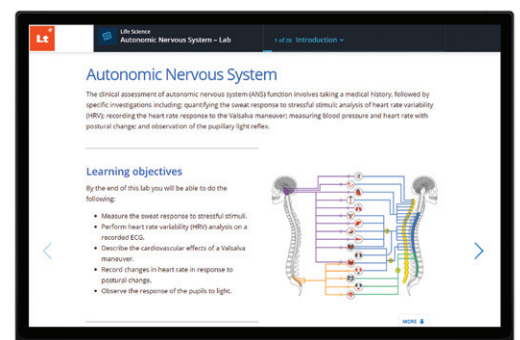 Lt
Life Science
Autonomic Nervous System – Lab
1 of 28 Introduction
Autonomic Nervous System
The clinical assessment of autonomic nervous system (ANS) function involves taking a medical history, followed by
specific investigations including: quantifying the sweat response to stressful stimuli; analysis of heart rate variability
(HRV); recording the heart rate response to the Valsalva maneuver; measuring blood pressure and heart rate with
postural change; and observation of the pupillary light reflex.
Learning objectives
By the end of this lab you will be able to do the
following:
• Measure the sweat response to stressful stimuli.
• Perform heart rate variability (HRV) analysis on a
recorded ECG.
• Describe the cardiovascular effects of a Valsalva
maneuver.
• Record changes in heart rate in response to
postural change.
• Observe the response of the pupils to light.
MORE